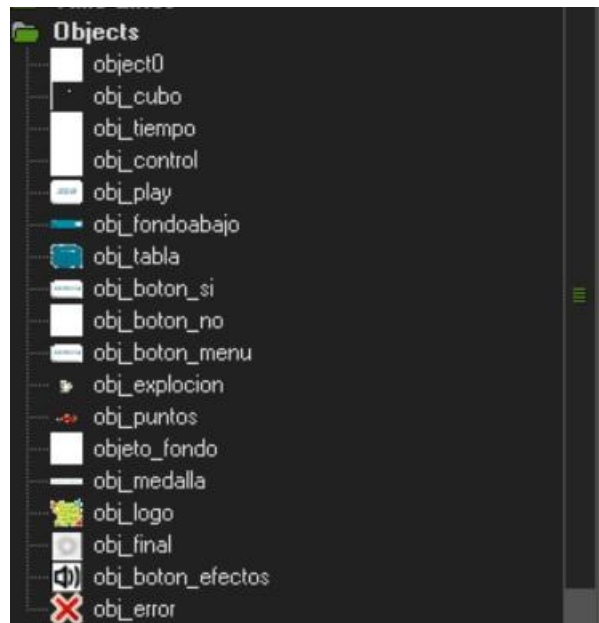 Objects
object0
obj_cubo
obj_tiempo
obj_control
obj_play
obj_fondoabajo
obj_tabla
obj_boton_si
obj_boton_no
obj_boton_menu
obj_explocion
obj_puntos
objeto_fondo
obj_medalla
obj_logo
obj_final
obj_boton_efectos
obj_error